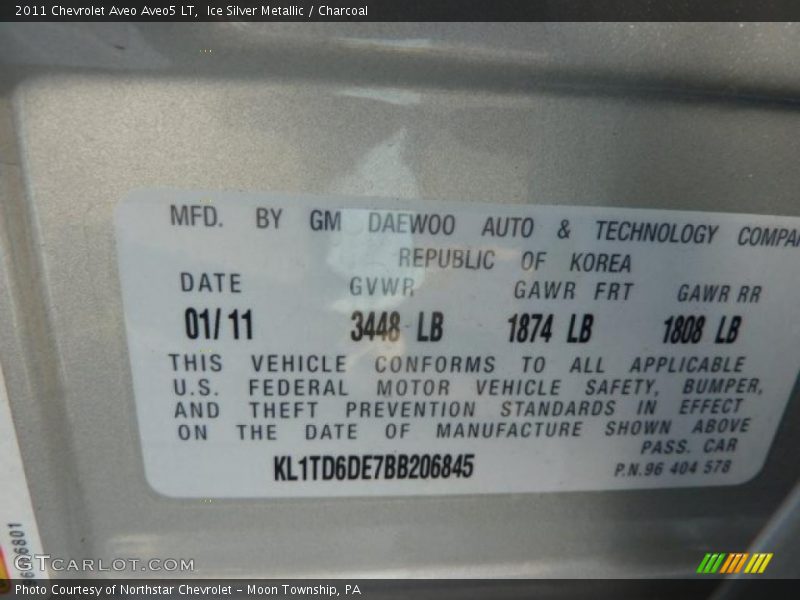 2011 Chevrolet Aveo Aveo5 LT,  Ice Silver Metallic / Charcoal
MFD. BY GM DAEWOO AUTO & TECHNOLOGY COMPA
REPUBLIC OF KOREA
DATE GVWR GAWR FRT GAWR RR
01/11 3448 LB 1874 LB 1808 LB
THIS VEHICLE CONFORMS TO ALL APPLICABLE
U.S. FEDERAL MOTOR VEHICLE SAFETY, BUMPER,
AND THEFT PREVENTION STANDARDS IN EFFECT
ON THE DATE OF MANUFACTURE SHOWN ABOVE
PASS. CAR
KL1TD6DE7BB206845 P.N.96 404 578
GTCARLOT.COM
Photo Courtesy of Northstar Chevrolet – Moon Township, PA